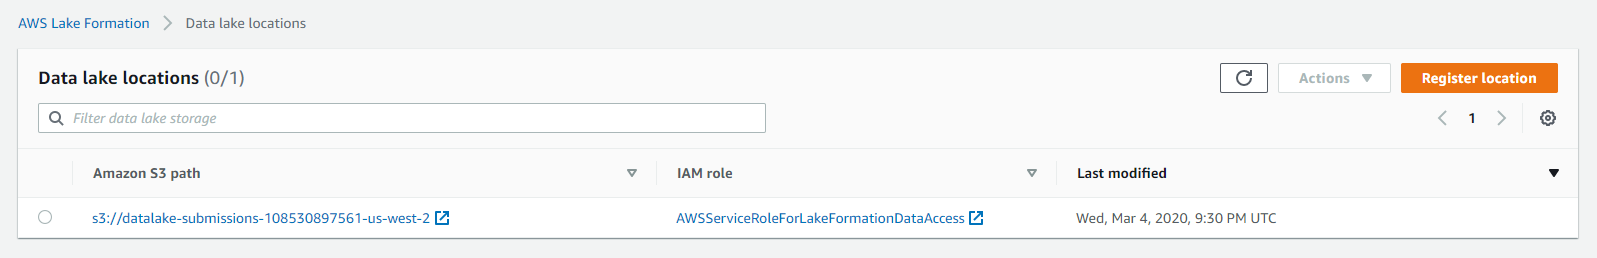 AWS Lake Formation > Data lake locations
Data lake locations (0/1)
Actions
Register location
Filter data lake storage
1
Amazon S3 path IAM role Last modified
s3://datalake-submissions-108530897561-us-west-2 AWSServiceRoleForLakeFormationDataAccess Wed, Mar 4, 2020, 9:30 PM UTC